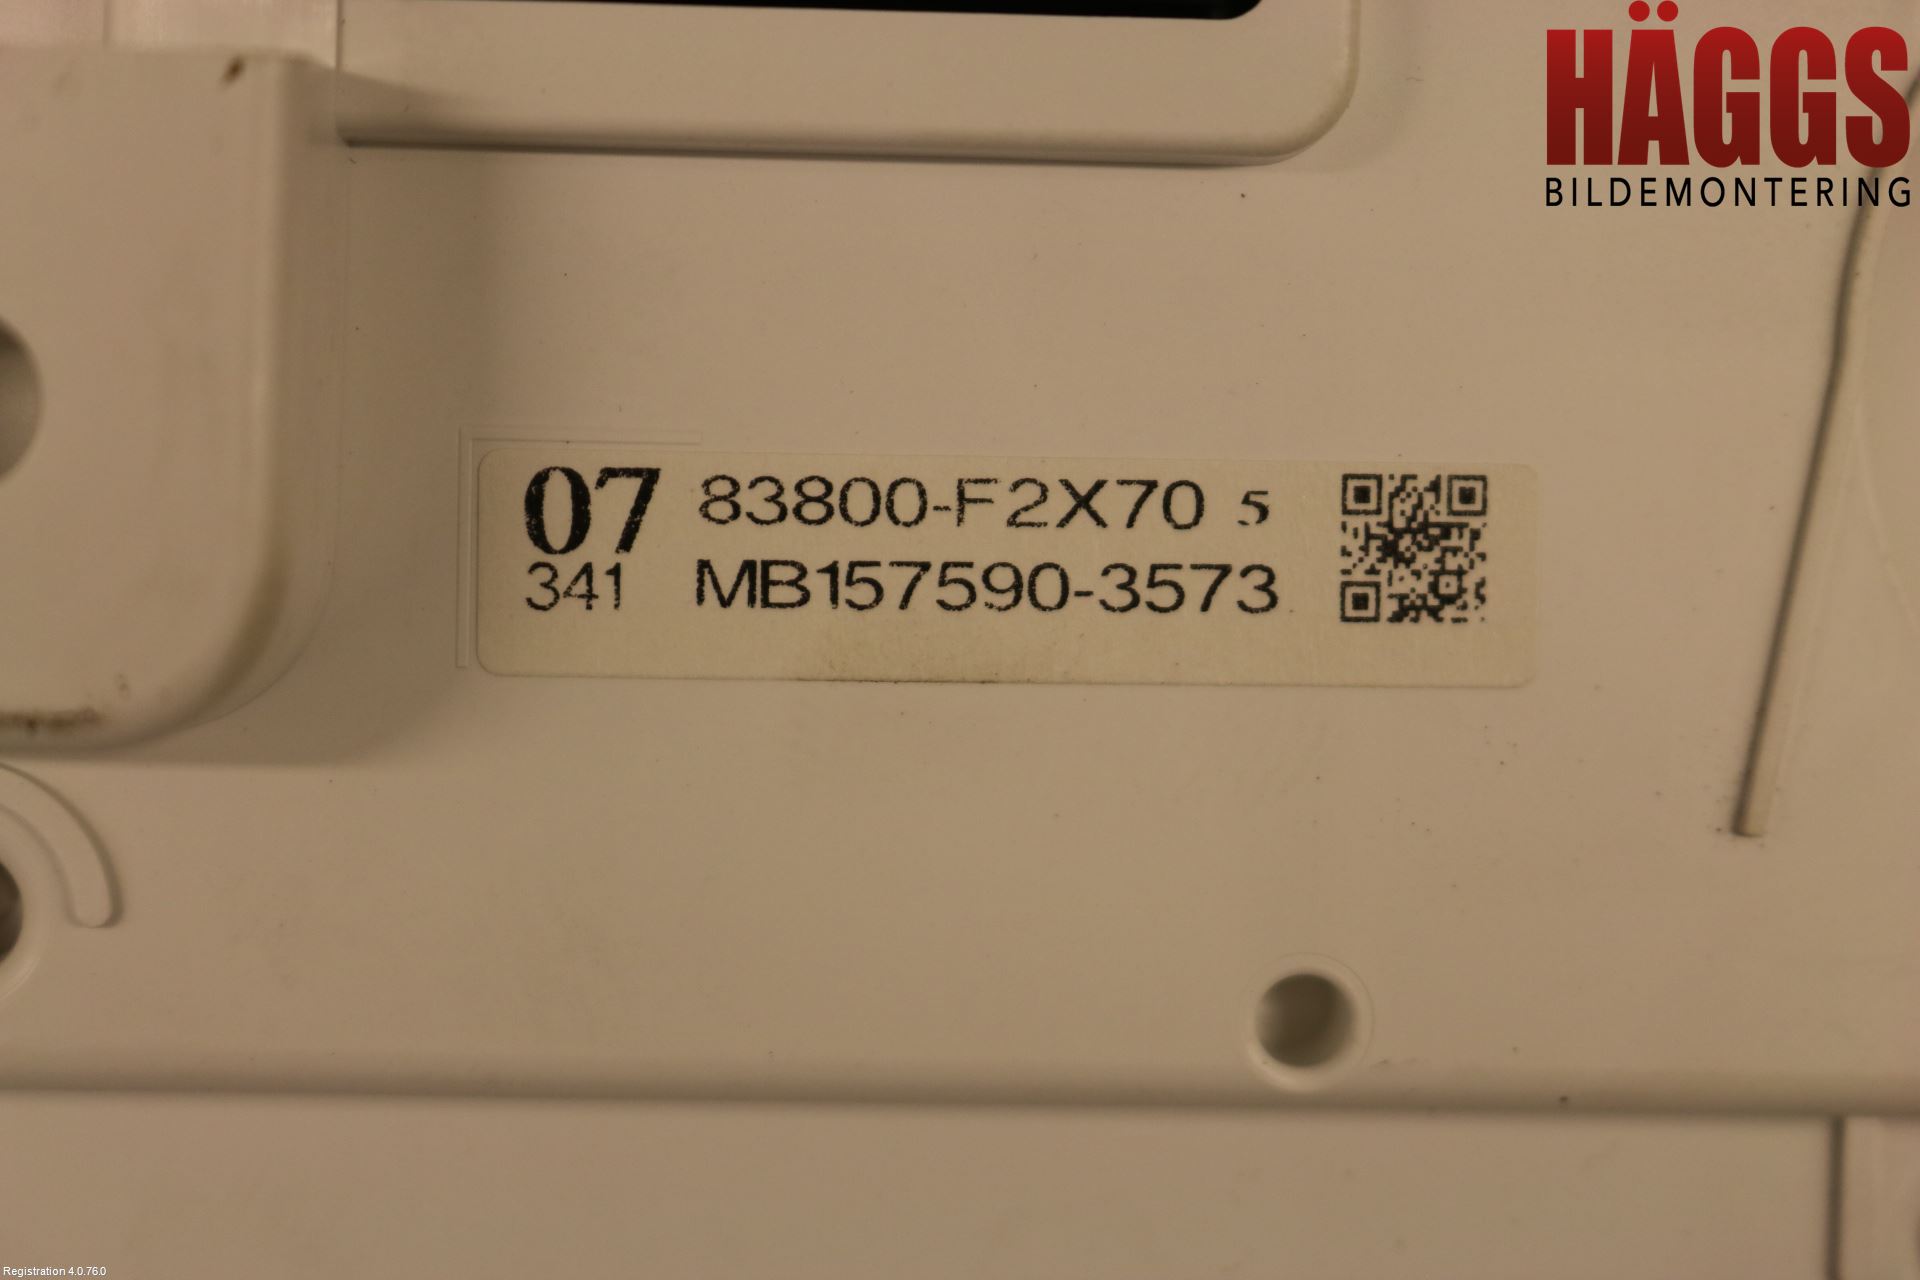 HÄGGS
BILDEMONTERING
07 83800-F2X70 5
341 MB157590-3573
Registration 4.0.76.0